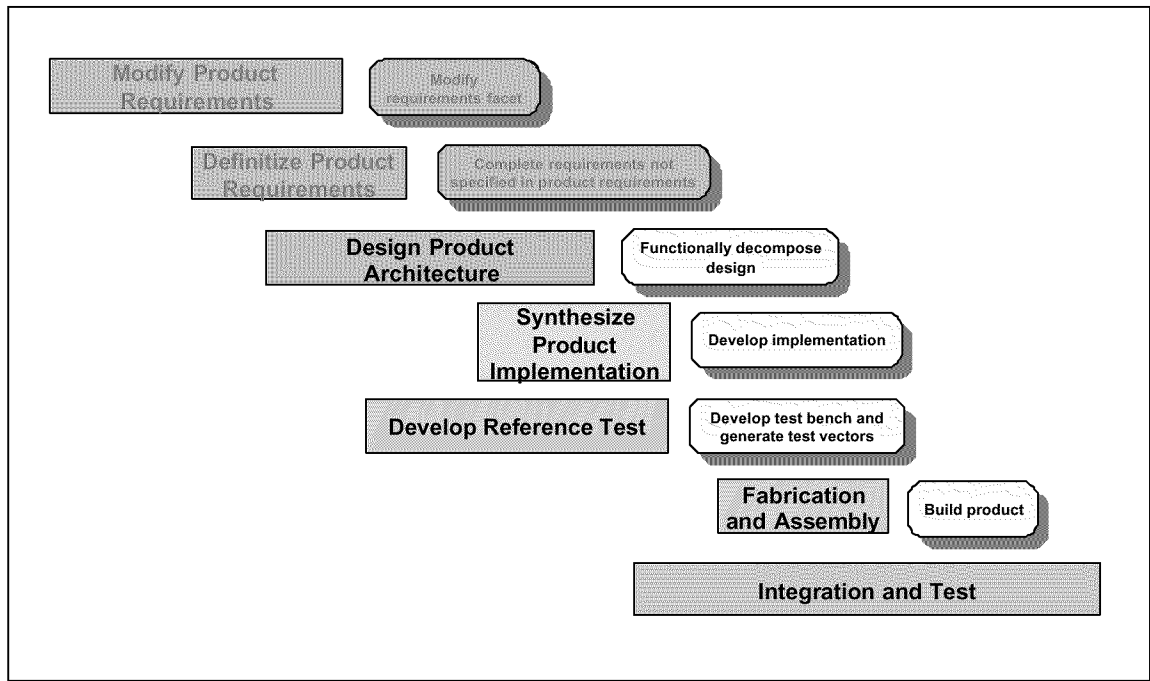 Modify Product
Requirements
Modify
requirements facet
Definitize Product
Requirements
Complete requirements not
specified in product requirements
Design Product
Architecture
Functionally decompose
design
Synthesize
Product
Implementation
Develop implementation
Develop Reference Test
Develop test bench and
generate test vectors
Fabrication
and Assembly
Build product
Integration and Test